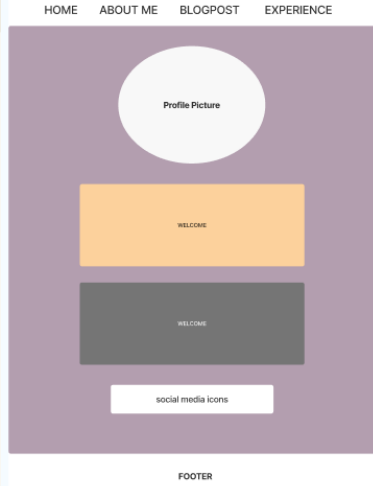 HOME ABOUT ME BLOGPOST EXPERIENCE
Profile Picture
WELCOME
WELCOME
social media icons
FOOTER